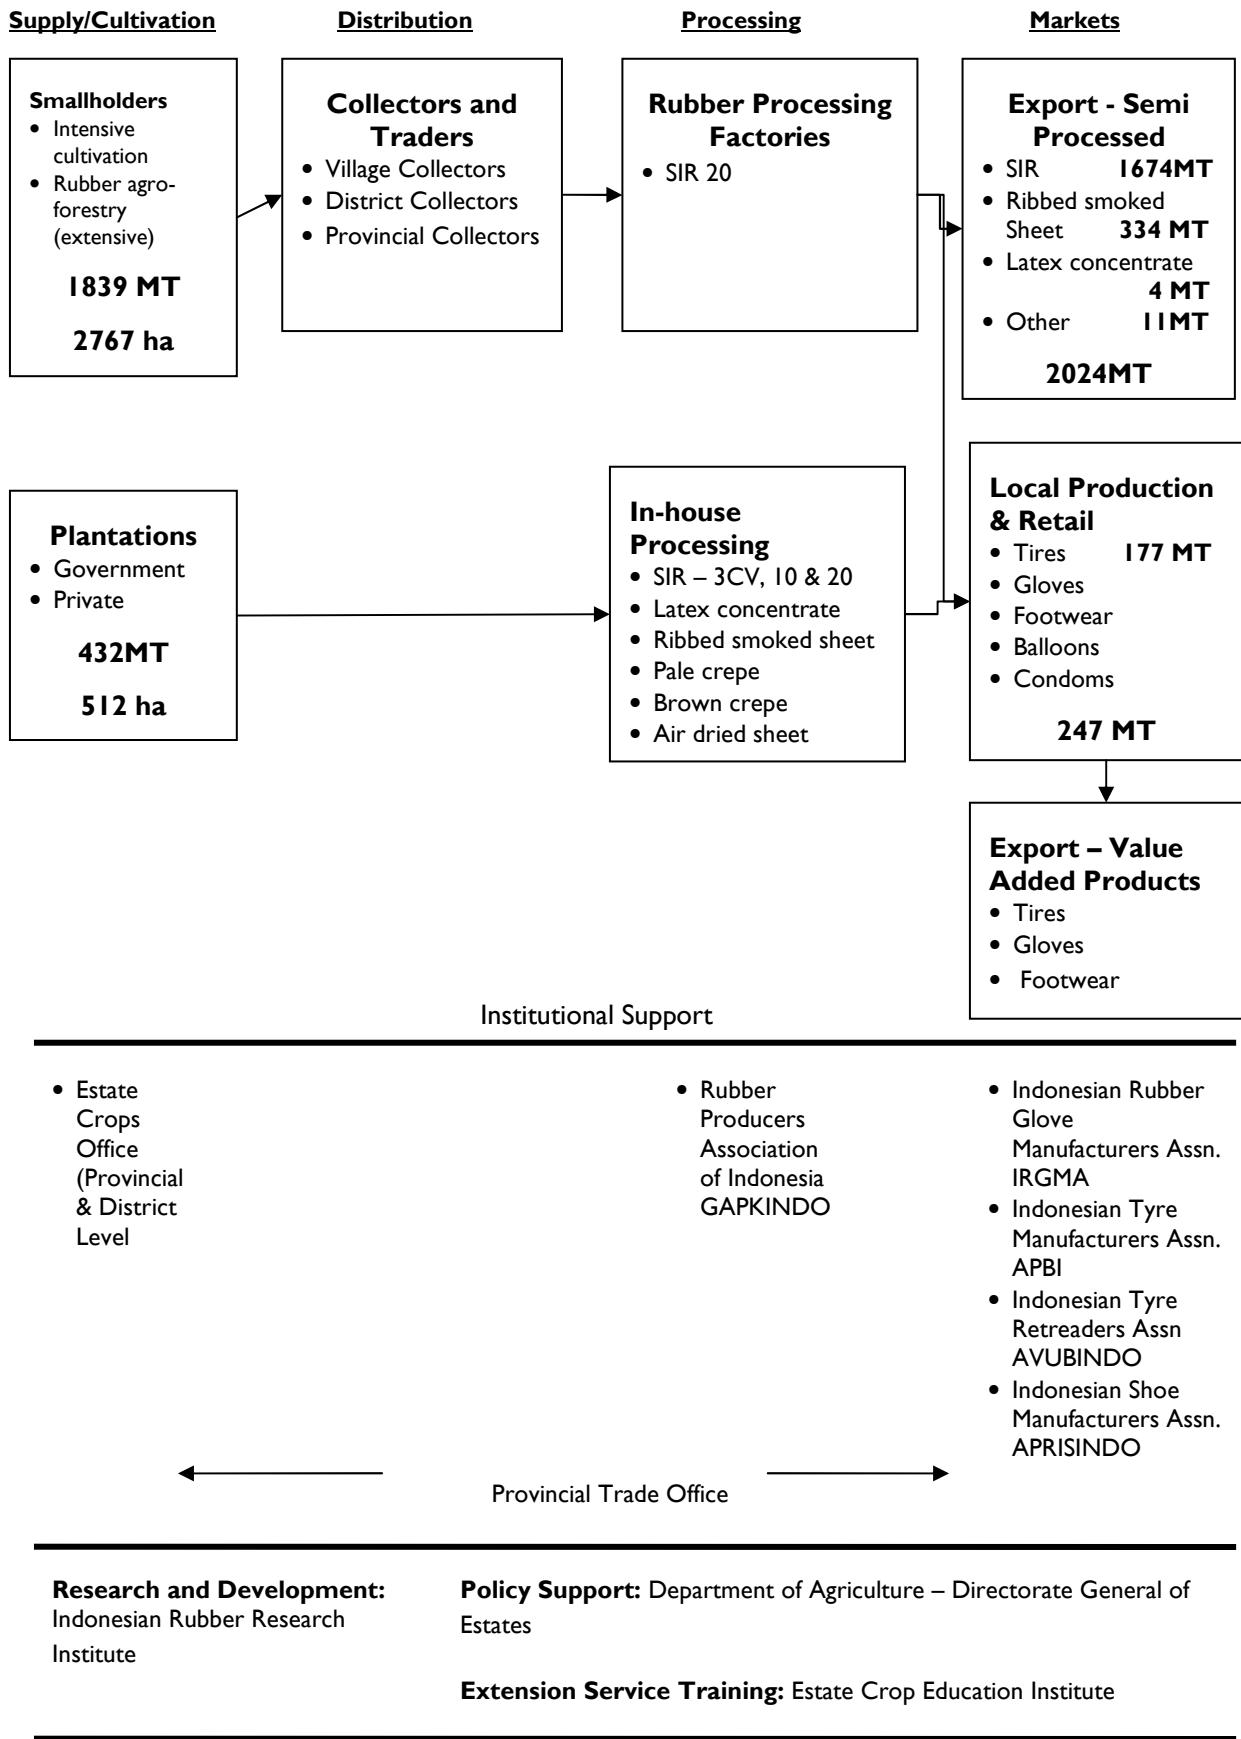 Supply/Cultivation
Distribution
Processing
Markets
Smallholders
• Intensive
cultivation
• Rubber agro-
forestry
(extensive)
1839 MT
2767 ha
Collectors and
Traders
• Village Collectors
• District Collectors
• Provincial Collectors
Rubber Processing
Factories
• SIR 20
Export - Semi
Processed
• SIR 1674MT
• Ribbed smoked
Sheet 334 MT
• Latex concentrate
4 MT
• Other 11MT
2024MT
Plantations
• Government
• Private
432MT
512 ha
In-house
Processing
• SIR – 3CV, 10 & 20
• Latex concentrate
• Ribbed smoked sheet
• Pale crepe
• Brown crepe
• Air dried sheet
Local Production
& Retail
• Tires 177 MT
• Gloves
• Footwear
• Balloons
• Condoms
247 MT
Export – Value
Added Products
• Tires
• Gloves
• Footwear
Institutional Support
• Estate
Crops
Office
(Provincial
& District
Level
• Rubber
Producers
Association
of Indonesia
GAPKINDO
• Indonesian Rubber
Glove
Manufacturers Assn.
IRGMA
• Indonesian Tyre
Manufacturers Assn.
APBI
• Indonesian Tyre
Retreaders Assn
AVUBINDO
• Indonesian Shoe
Manufacturers Assn.
APRISINDO
Provincial Trade Office
Research and Development:
Indonesian Rubber Research
Institute
Policy Support: Department of Agriculture – Directorate General of
Estates
Extension Service Training: Estate Crop Education Institute